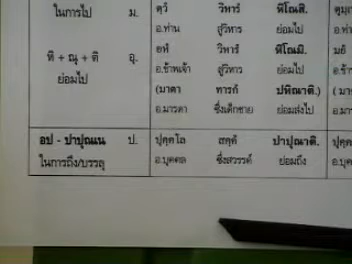 ในการไป ม. ตฺวํ วิหารํ หิโณสิ.
อ.ท่าน สู่วิหาร ย่อมไป
หิ + ณุ + ติ อุ. อหํ วิหารํ หิโณมิ.
ย่อมไป อ.ข้าพเจ้า สู่วิหาร ย่อมไป
(มาตา ทารกํ ปหิณาติ.)
อ.มารดา ซึ่งเด็กชาย ย่อมส่งไป
อป - ปาปุณเน ป. ปุคฺคโล สคฺคํ ปาปุณาติ.
ในการถึง/บรรลุ อ.บุคคล ซึ่งสวรรค์ ย่อมถึง